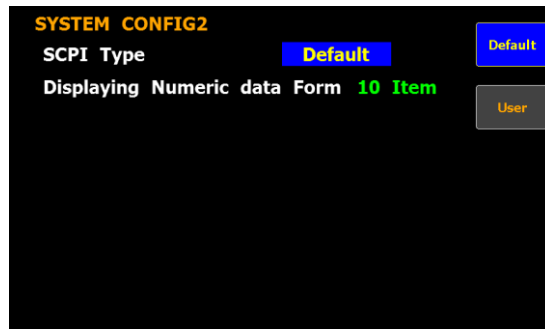 SYSTEM CONFIG2
SCPI Type Default
Displaying Numeric data Form 10 Item
Default
User